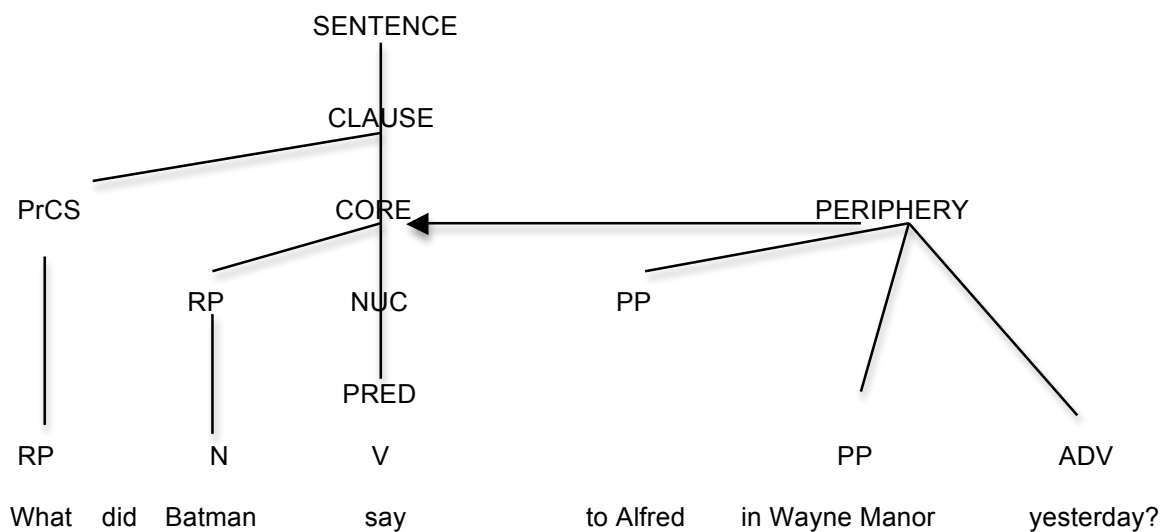 SENTENCE
CLAUSE
PrCS CORE PERIPHERY
RP NUC PP
PRED
RP N V PP ADV
What did Batman say to Alfred in Wayne Manor yesterday?